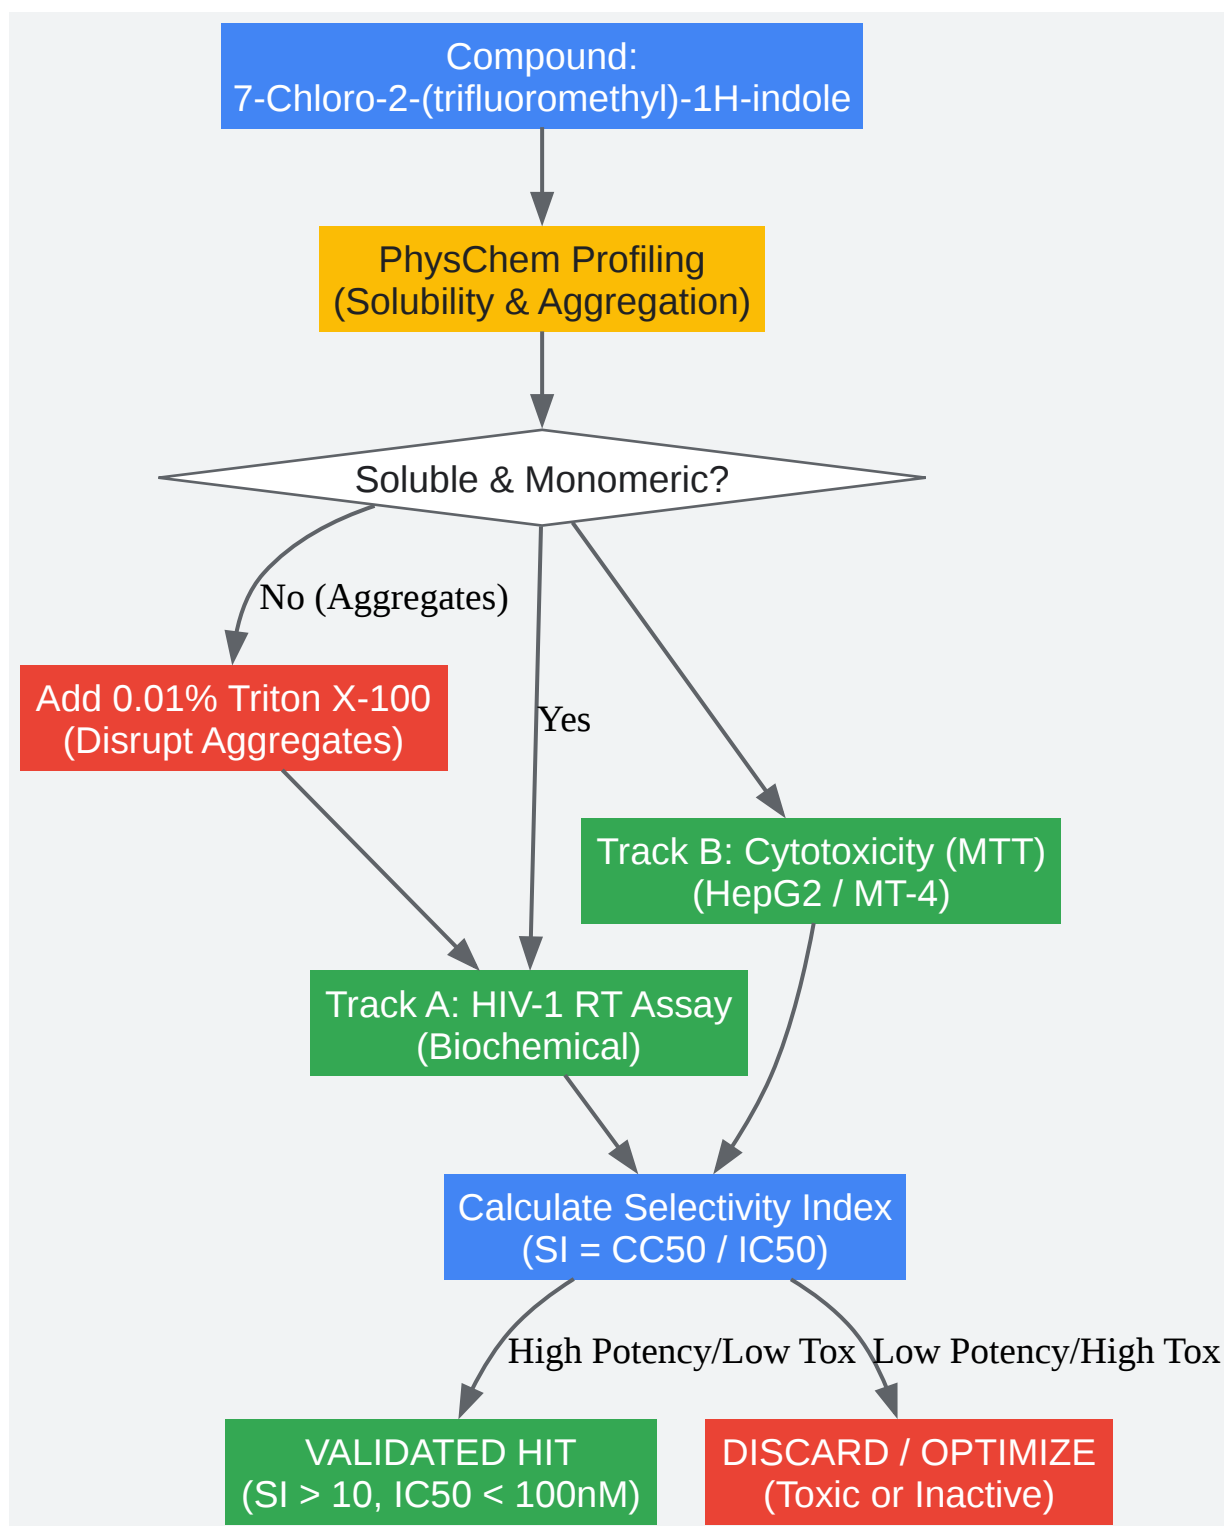 Compound:
7-Chloro-2-(trifluoromethyl)-1H-indole
PhysChem Profiling
(Solubility & Aggregation)
Soluble & Monomeric?
No (Aggregates)
Add 0.01% Triton X-100
(Disrupt Aggregates)
Yes
Track B: Cytotoxicity (MTT)
(HepG2 / MT-4)
Track A: HIV-1 RT Assay
(Biochemical)
Calculate Selectivity Index
(SI = CC50 / IC50)
High Potency/Low Tox
Low Potency/High Tox
VALIDATED HIT
(SI > 10, IC50 < 100nM)
DISCARD / OPTIMIZE
(Toxic or Inactive)